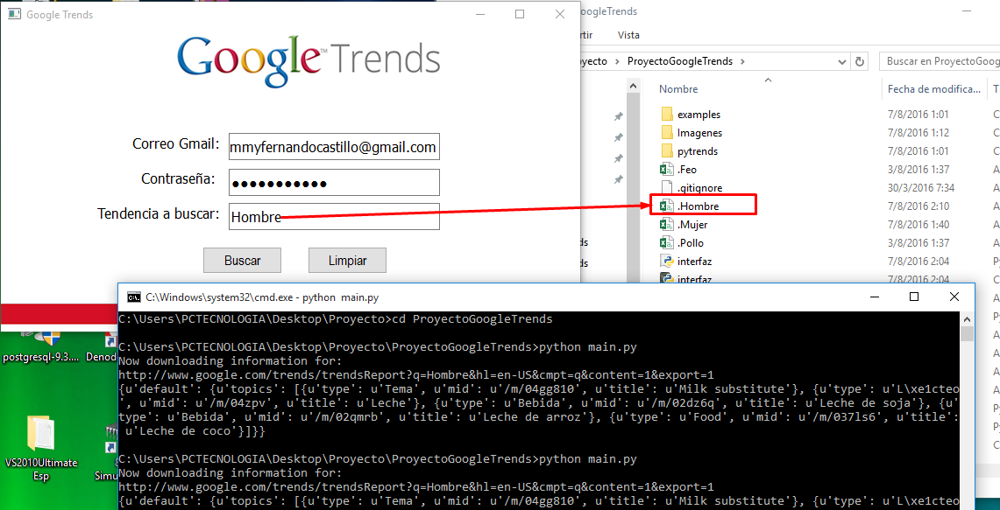 Google Trends
Google™ Trends
Correo Gmail:
mmyfernandocastillo@gmail.com
Contraseña:
●●●●●●●●●●●
Tendencia a buscar:
Hombre
Buscar
Limpiar
oogleTrends
rtir
Vista
oyecto › ProyectoGoogleTrends ›
Buscar en ProyectoGoog
Nombre
Fecha de modifica...
T
examples 7/8/2016 1:01 C
Imagenes 7/8/2016 1:12 C
pytrends 7/8/2016 1:01 C
.Feo 3/8/2016 1:37 A
.gitignore 30/3/2016 7:34 A
.Hombre 7/8/2016 2:10 A
.Mujer 7/8/2016 1:40 A
.Pollo 3/8/2016 1:37 A
interfaz 7/8/2016 2:04 P
interfaz 7/8/2016 2:04 C
ds
ds
C:\Windows\system32\cmd.exe - python main.py
C:\Users\PCTECNOLOGIA\Desktop\Proyecto>cd ProyectoGoogleTrends
C:\Users\PCTECNOLOGIA\Desktop\Proyecto\ProyectoGoogleTrends>python main.py
Now downloading information for:
http://www.google.com/trends/trendsReport?q=Hombre&hl=en-US&cmpt=q&content=1&export=1
{u'default': {u'topics': [{u'type': u'Tema', u'mid': u'/m/04gg810', u'title': u'Milk substitute'}, {u'type': u'L\xe1cteo
', u'mid': u'/m/04zpv', u'title': u'Leche'}, {u'type': u'Bebida', u'mid': u'/m/02dz6q', u'title': u'Leche de soja'}, {u'
type': u'Bebida', u'mid': u'/m/02qmrb', u'title': u'Leche de arroz'}, {u'type': u'Food', u'mid': u'/m/037ls6', u'title':
u'Leche de coco'}]}}
C:\Users\PCTECNOLOGIA\Desktop\Proyecto\ProyectoGoogleTrends>python main.py
Now downloading information for:
http://www.google.com/trends/trendsReport?q=Hombre&hl=en-US&cmpt=q&content=1&export=1
{u'default': {u'topics': [{u'type': u'Tema', u'mid': u'/m/04gg810', u'title': u'Milk substitute'}, {u'type': u'L\xe1cteo
postgresql-9.3....
Denod
VS2010Ultimate
Esp
Simu